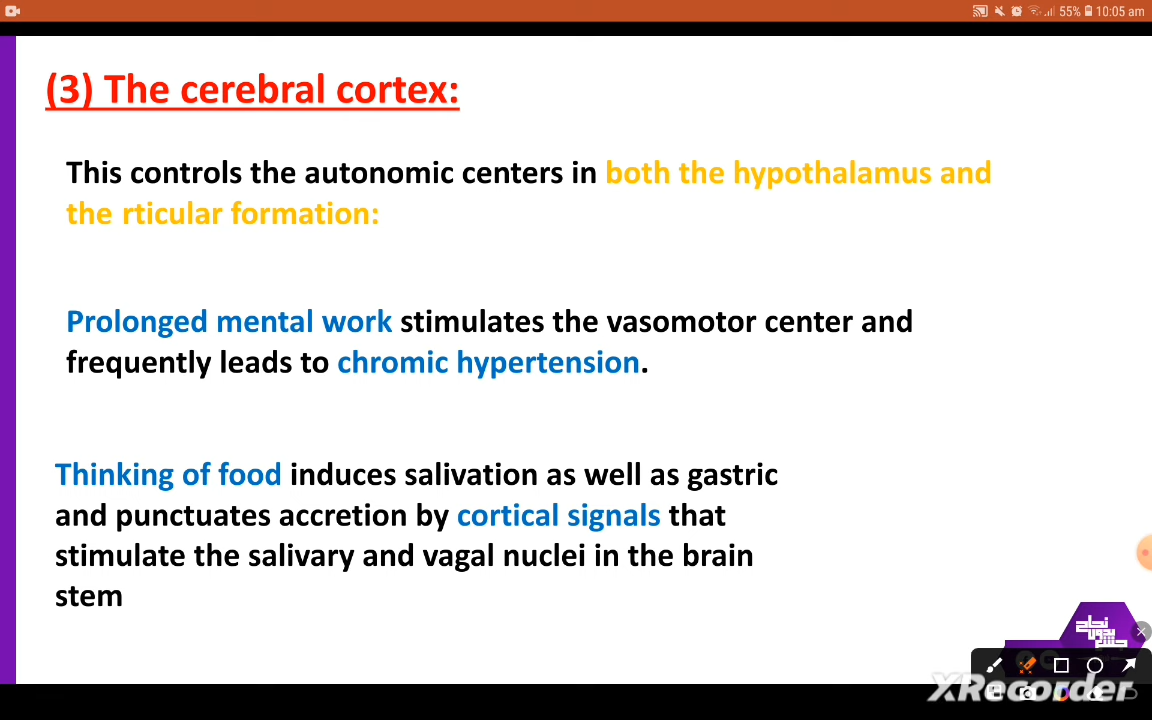 55% 10:05 am
(3) The cerebral cortex:
This controls the autonomic centers in both the hypothalamus and
the rticular formation:
Prolonged mental work stimulates the vasomotor center and
frequently leads to chromic hypertension.
Thinking of food induces salivation as well as gastric
and punctuates accretion by cortical signals that
stimulate the salivary and vagal nuclei in the brain
stem
XRecorder